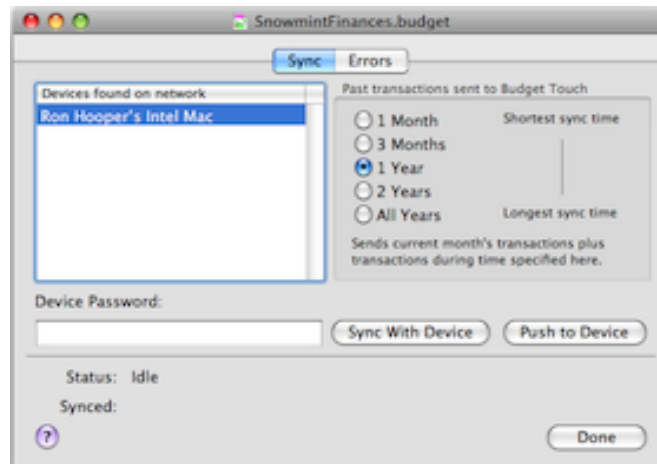 SnowmintFinances.budget
Sync
Errors
Devices found on network
Ron Hooper's Intel Mac
Past transactions sent to Budget Touch
1 Month
Shortest sync time
3 Months
1 Year
2 Years
All Years
Longest sync time
Sends current month's transactions plus
transactions during time specified here.
Device Password:
Sync With Device
Push to Device
Status: Idle
Synced:
?
Done